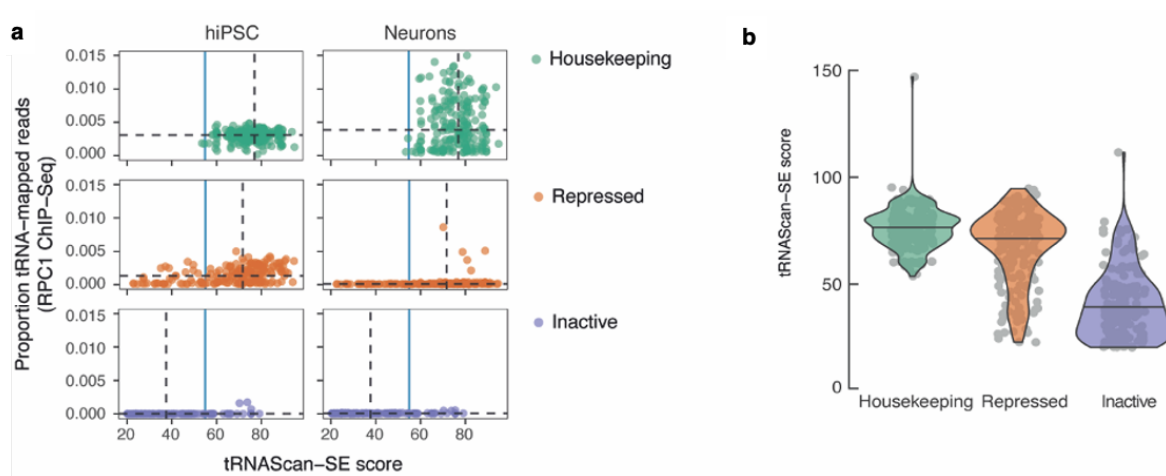 a
hiPSC
Neurons
Proportion tRNA–mapped reads
(RPC1 ChIP–Seq)
0.015
0.010
0.005
0.000
Housekeeping
0.015
0.010
0.005
0.000
Repressed
0.015
0.010
0.005
0.000
Inactive
20 40 60 80
20 40 60 80
tRNAScan–SE score
b
tRNAScan–SE score
150
100
50
0
Housekeeping Repressed Inactive